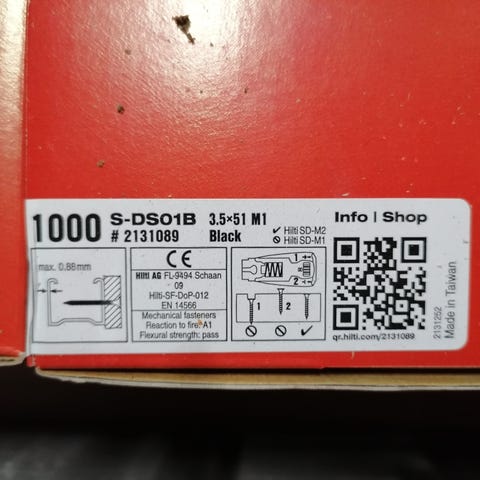 1000 S-DS01B 3.5×51 M1
# 2131089 Black
✓ Hilti SD-M2
⊘ Hilti SD-M1
Info | Shop
max. 0.88mm
CE
Hilti AG FL-9494 Schaan
09
Hilti-SF-DoP-012
EN 14566
Mechanical fasteners
Reaction to fire: A1
Flexural strength: pass
1
2
1 2
qr.hilti.com/2131089
2131252
Made in Taiwan